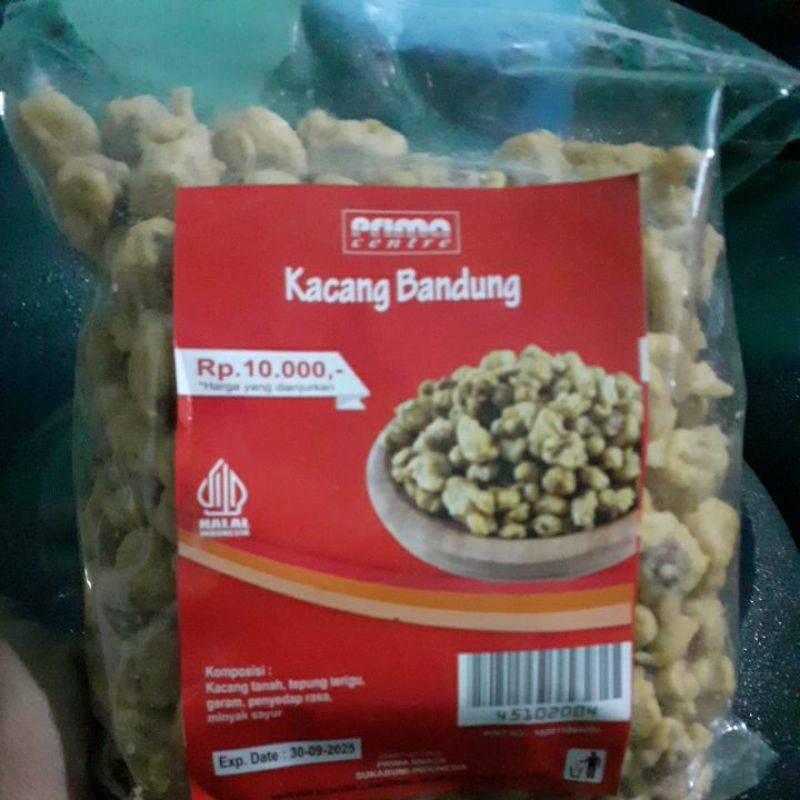 Prima
centre
Kacang Bandung
Rp.10.000,-
*Harga yang dianjurkan
HALAL
INDONESIA
Komposisi :
Kacang tanah, tepung terigu,
garam, penyedap rasa,
minyak sayur
45102004
Exp. Date : 30-09-2025
PRIMA SNACK
SUKABUMI-INDONESIA